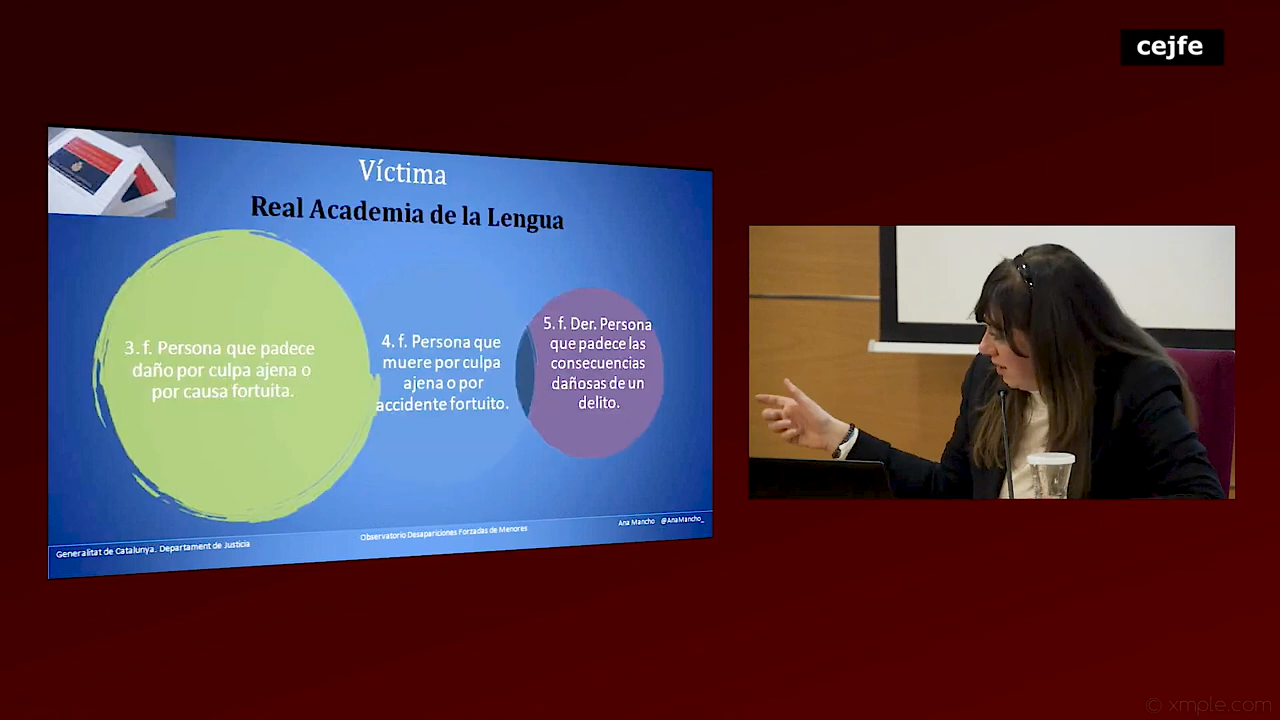 cejfe
Víctima
Real Academia de la Lengua
3. f. Persona que padece
daño por culpa ajena o
por causa fortuita.
4. f. Persona que
muere por culpa
ajena o por
accidente fortuito.
5. f. Der. Persona
que padece las
consecuencias
dañosas de un
delito.
Generalitat de Catalunya. Departament de Justícia
Observatorio Desapariciones Forzadas de Menores
Ana Mancho @AnaMancho_
© xmple.com